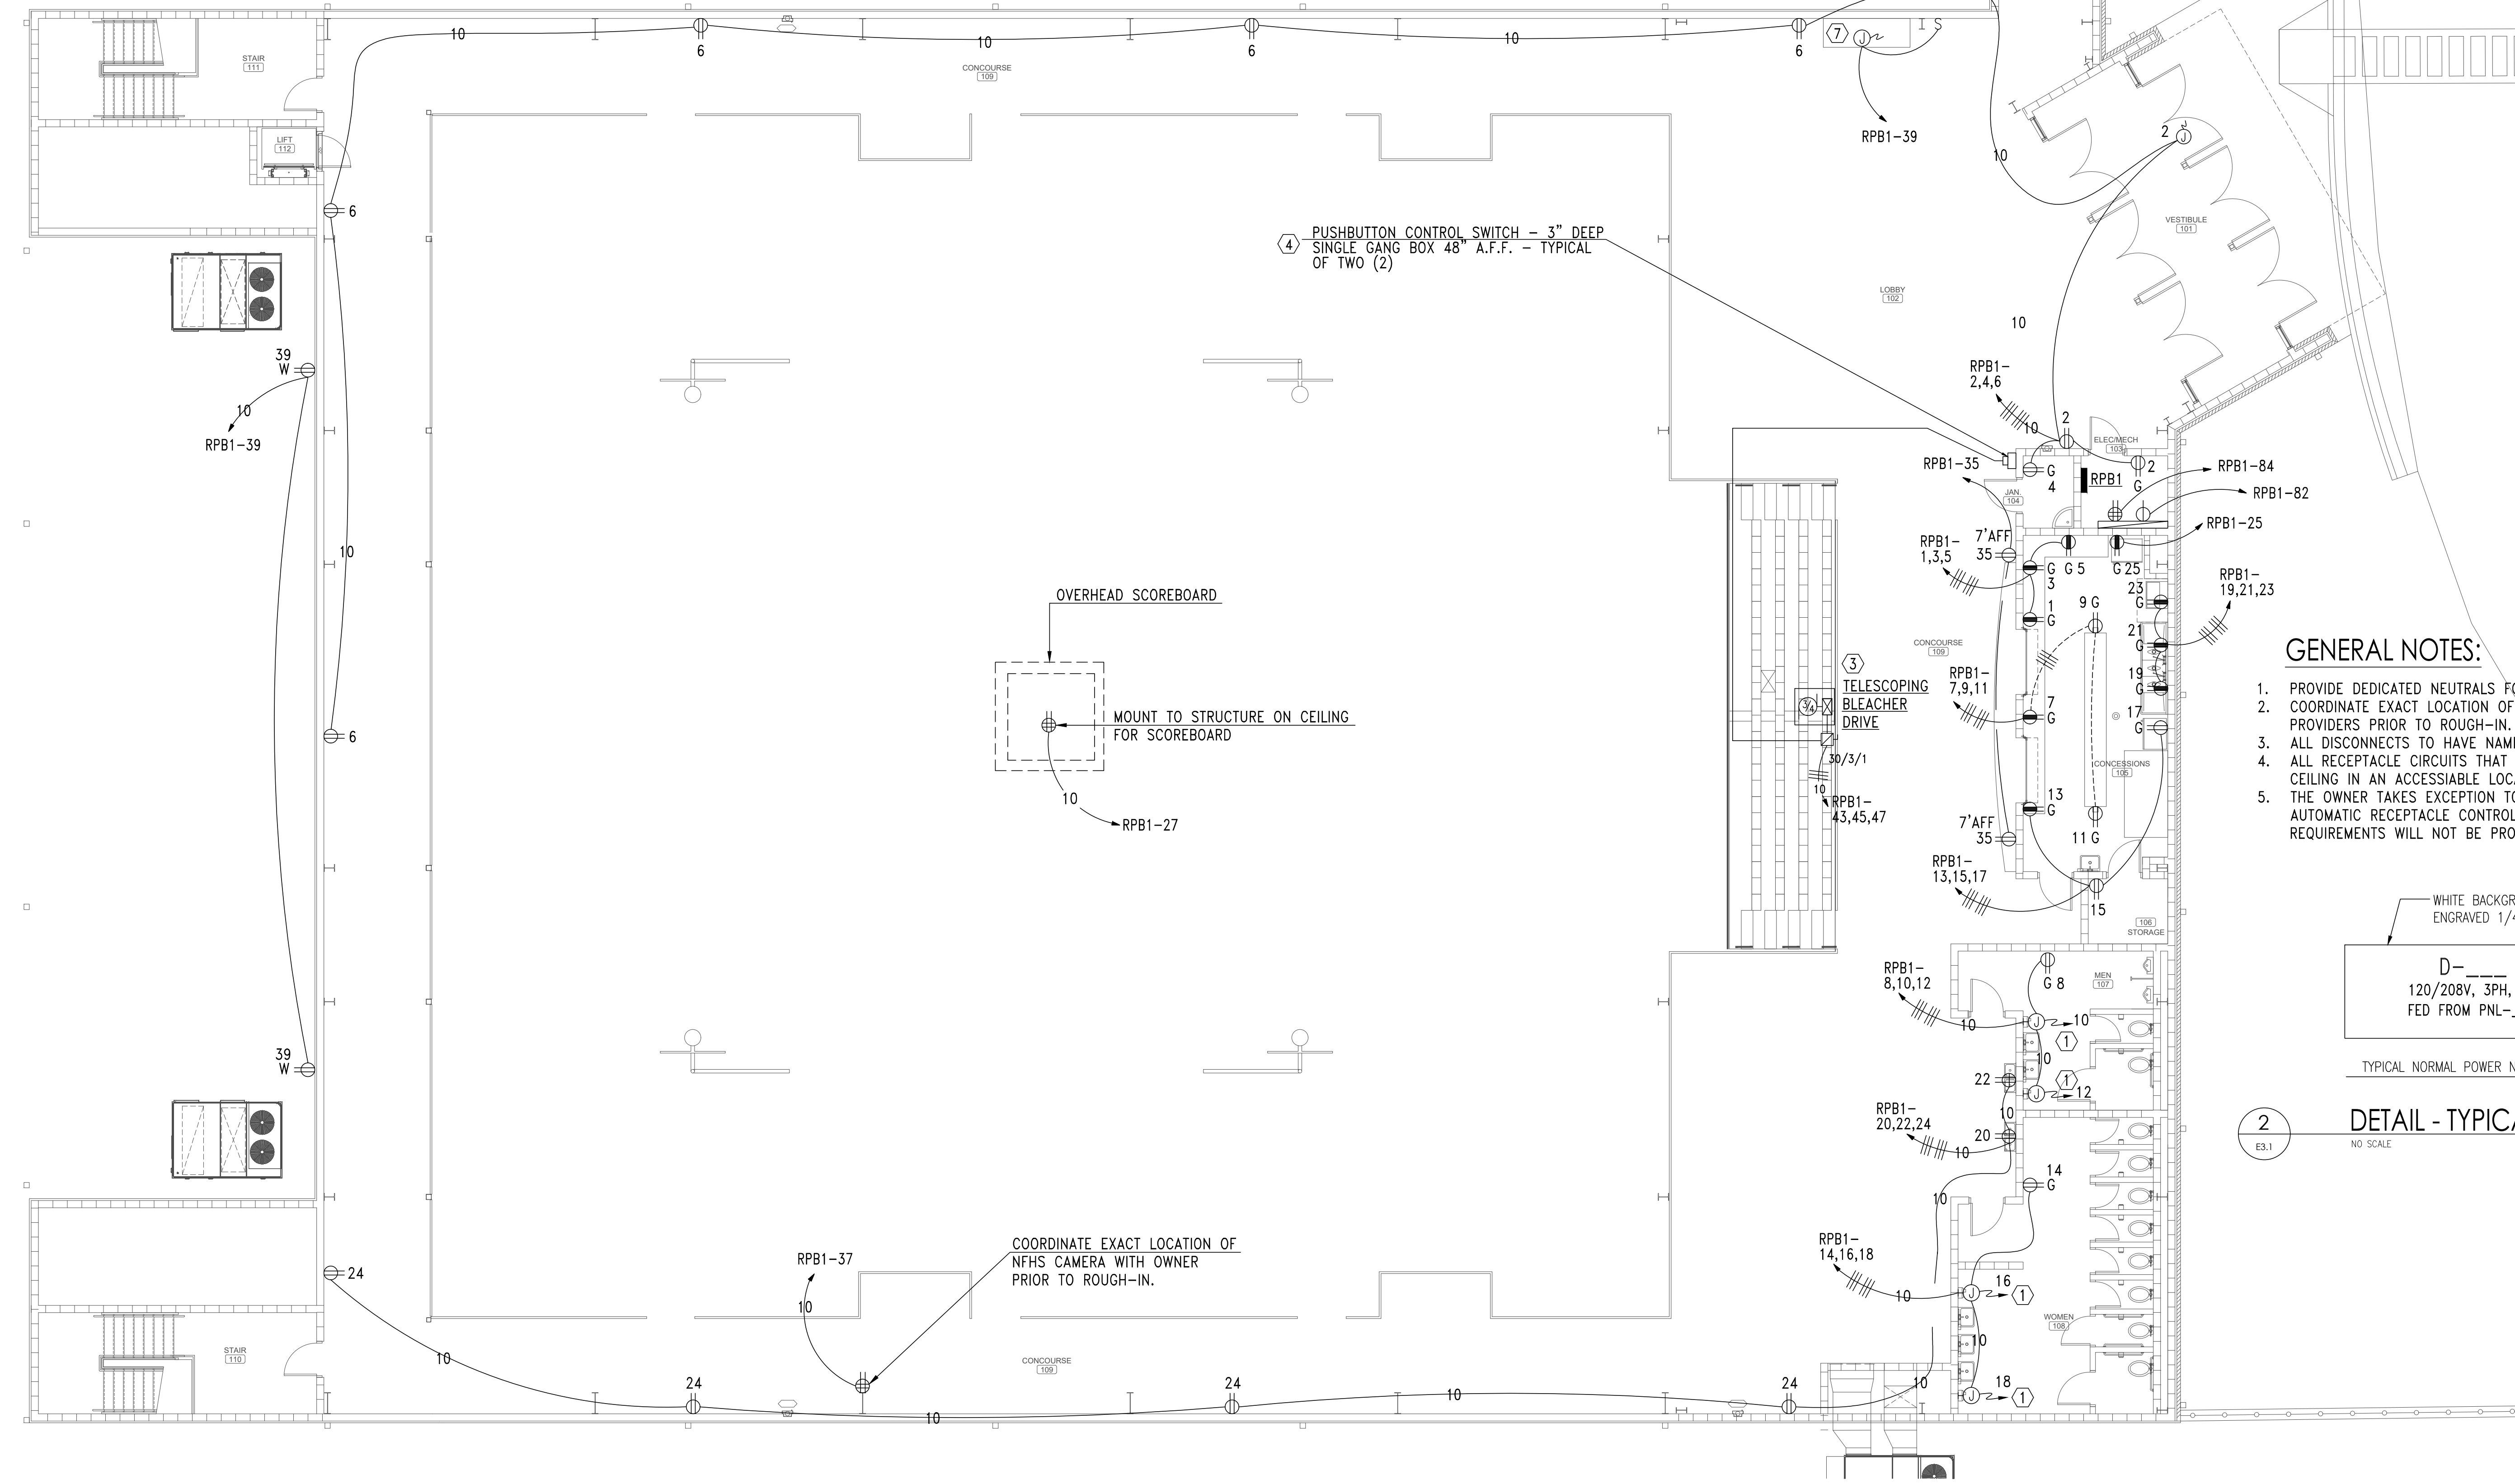 10
6
10
6
10
6
7
J
S
STAIR
111
CONCOURSE
109
RPB1-39
2
J
10
LIFT
112
6
VESTIBULE
101
4
PUSHBUTTON CONTROL SWITCH - 3" DEEP
SINGLE GANG BOX 48" A.F.F. - TYPICAL
OF TWO (2)
LOBBY
102
10
39
W
10
RPB1-39
RPB1-
2,4,6
10
2
ELEC/MECH
103
RPB1-35
G
4
RPB1
2
G
RPB1-84
RPB1-82
RPB1-25
JAN.
104
10
7'AFF
35
RPB1-
1,3,5
G
3
G 5
G 25
1
G
9 G
23
G
21
G
19
G
RPB1-
19,21,23
OVERHEAD SCOREBOARD
CONCOURSE
109
RPB1-
7,9,11
7
G
17
G
3
TELESCOPING
BLEACHER
DRIVE
3/4
30/3/1
10
RPB1-
43,45,47
MOUNT TO STRUCTURE ON CEILING
FOR SCOREBOARD
10
RPB1-27
6
CONCESSIONS
105
13
G
7'AFF
35
11 G
RPB1-
13,15,17
15
106
STORAGE
GENERAL NOTES:
1. PROVIDE DEDICATED NEUTRALS
2. COORDINATE EXACT LOCATION OF
PROVIDERS PRIOR TO ROUGH-IN.
3. ALL DISCONNECTS TO HAVE
4. ALL RECEPTACLE CIRCUITS THAT
CEILING IN AN ACCESSIABLE
5. THE OWNER TAKES EXCEPTION
AUTOMATIC RECEPTACLE CONTROL
REQUIREMENTS WILL NOT BE
WHITE
ENGRAVED
D-___
120/208V, 3PH,
FED FROM PNL-
TYPICAL NORMAL POWER
2
E3.1
DETAIL -
NO SCALE
RPB1-
8,10,12
10
G 8
MEN
107
J
10
1
10
J
12
1
39
W
22
10
RPB1-
20,22,24
10
20
14
G
10
RPB1-
14,16,18
10
16
J
1
10
WOMEN
108
18
J
1
24
10
RPB1-37
10
COORDINATE EXACT LOCATION OF
NFHS CAMERA WITH OWNER
PRIOR TO ROUGH-IN.
STAIR
110
CONCOURSE
109
24
10
24
10
24
10